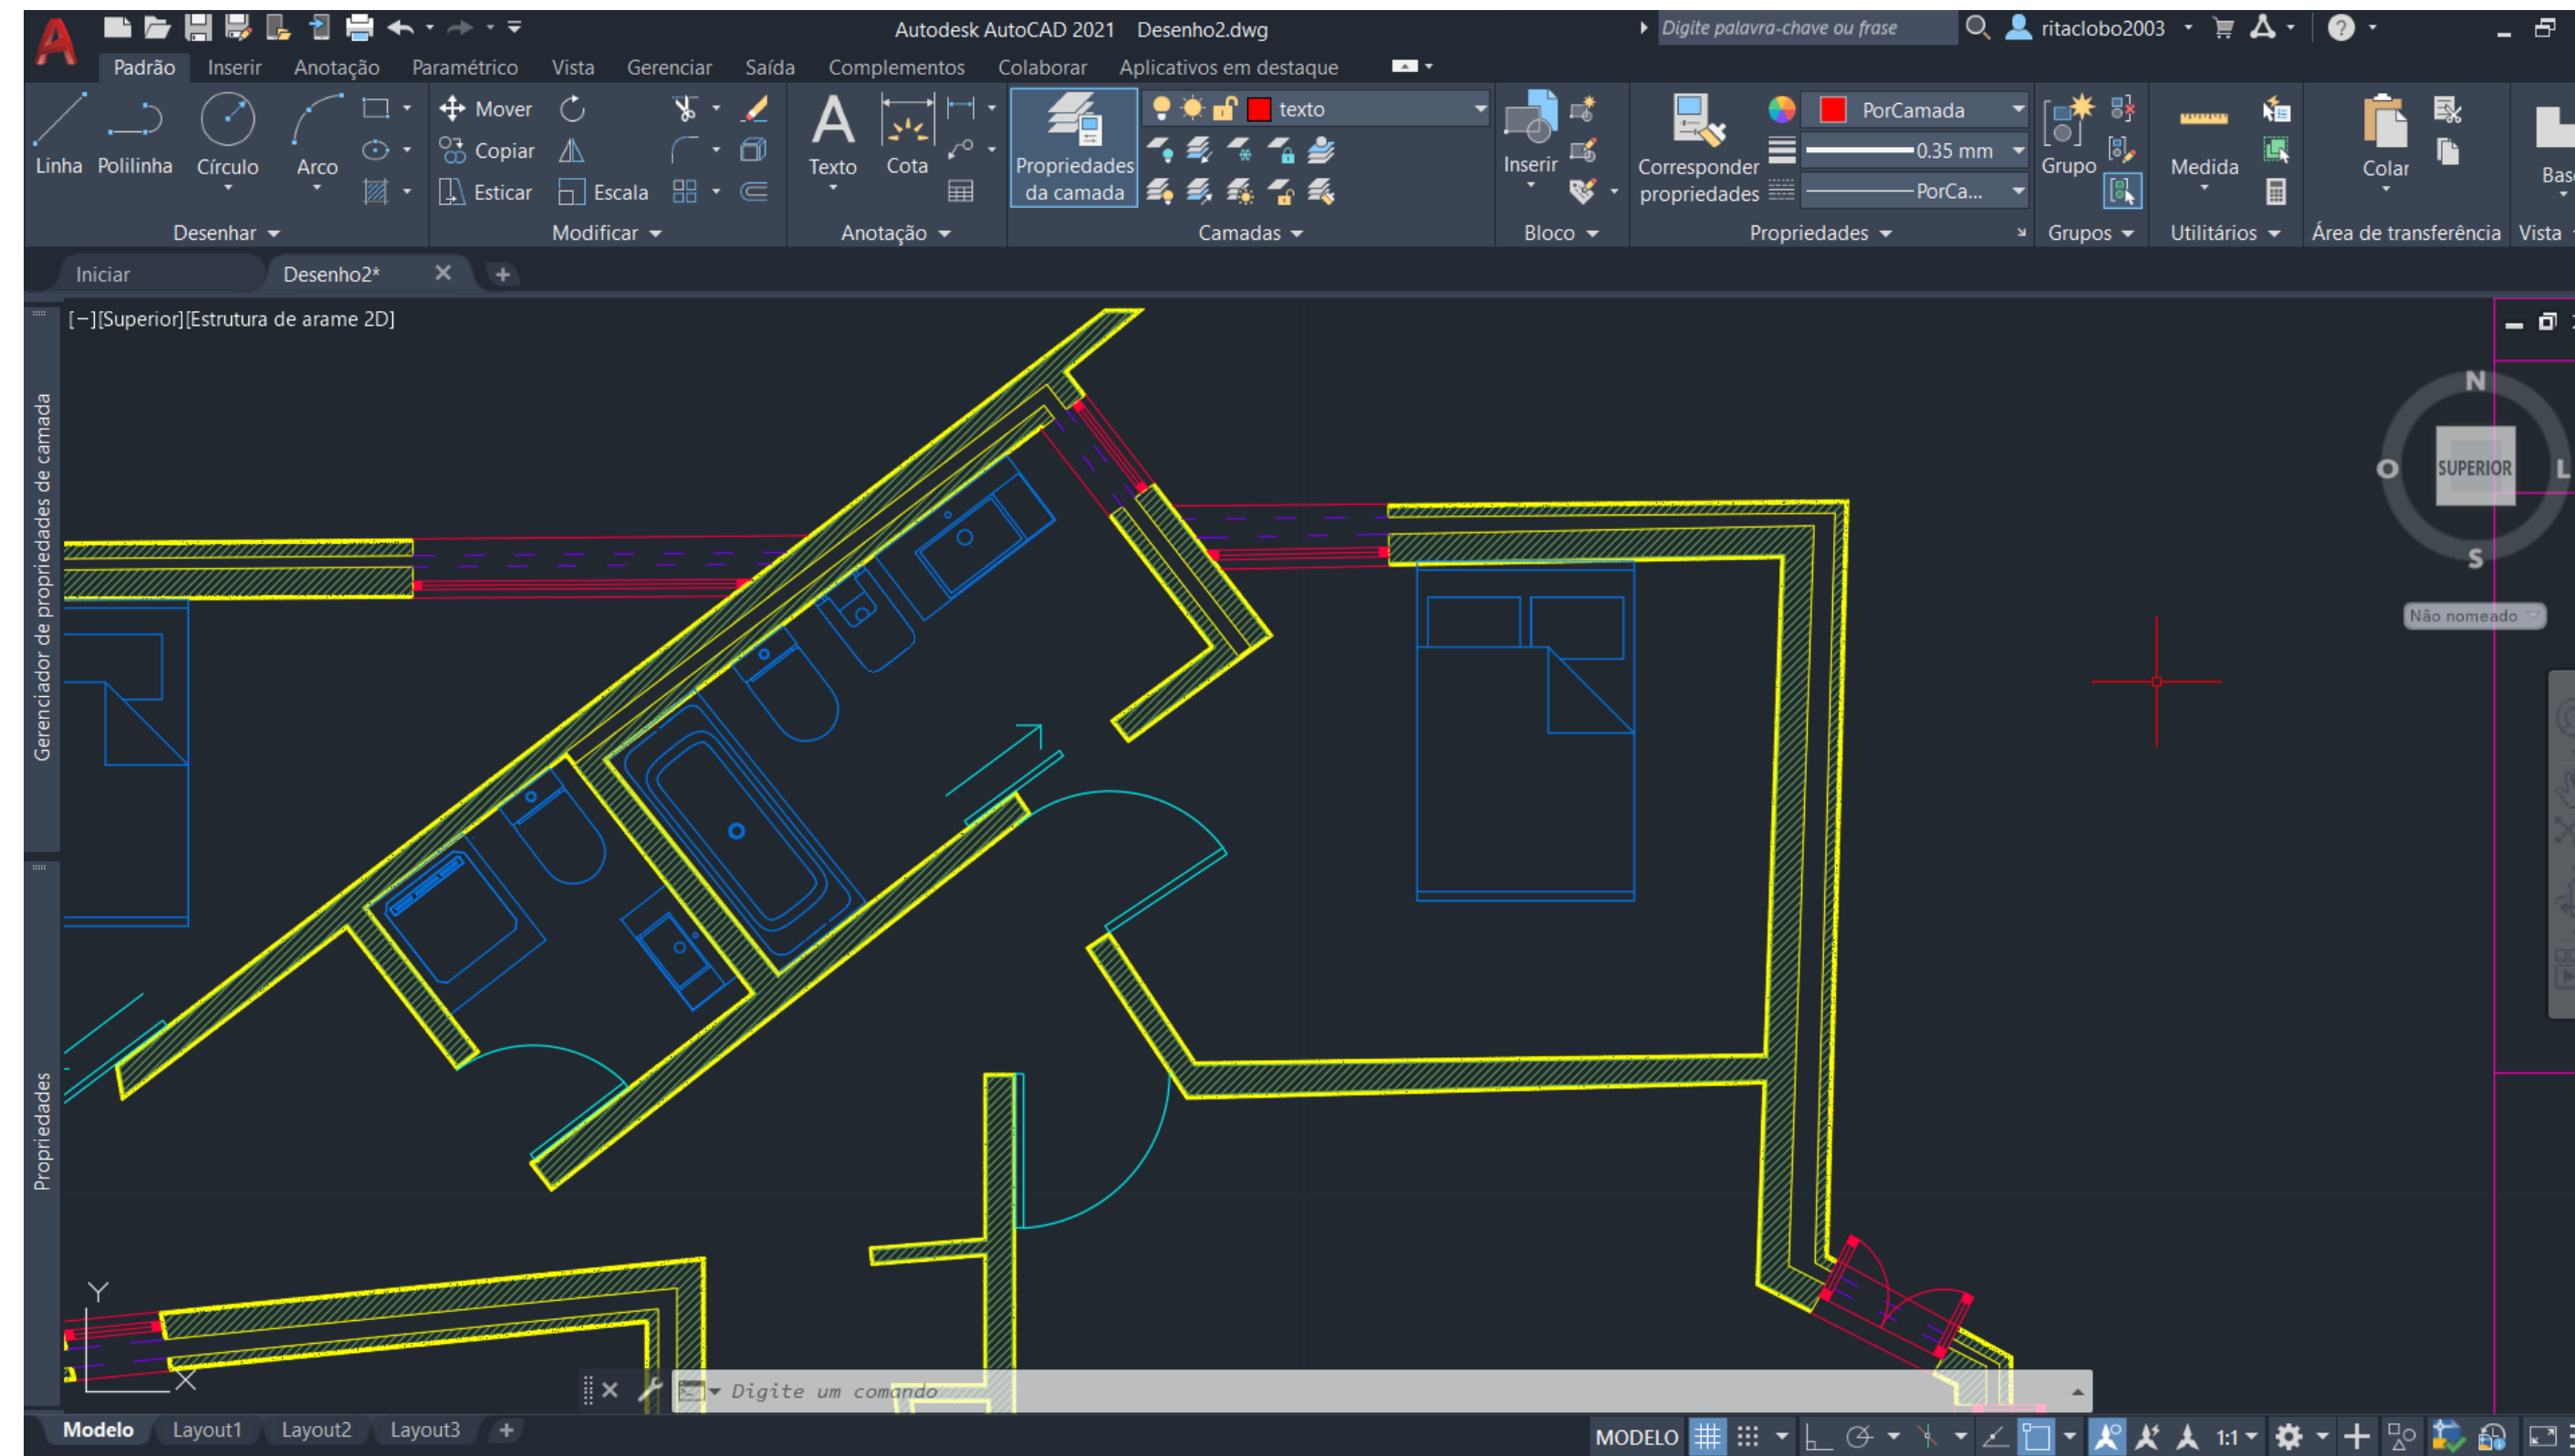 Autodesk AutoCAD 2021 Desenho2.dwg
Digite palavra-chave ou frase
ritaclobo2003
Padrão Inserir Anotação Paramétrico Vista Gerenciar Saída Complementos Colaborar Aplicativos em destaque
Linha Polilinha Círculo Arco
Mover
Copiar
Esticar Escala
Texto Cota
Propriedades
da camada
texto
Inserir
Corresponder
propriedades
PorCamada
0.35 mm
PorCa...
Grupo
Medida
Colar
Desenhar Modificar Anotação Camadas Bloco Propriedades Grupos Utilitários Área de transferência Vista
Iniciar Desenho2*
[−][Superior][Estrutura de arame 2D]
N
O SUPERIOR L
S
Não nomeado
Gerenciador de propriedades de camada
Propriedades
Y
X
Digite um comando
Modelo Layout1 Layout2 Layout3
MODELO 1:1